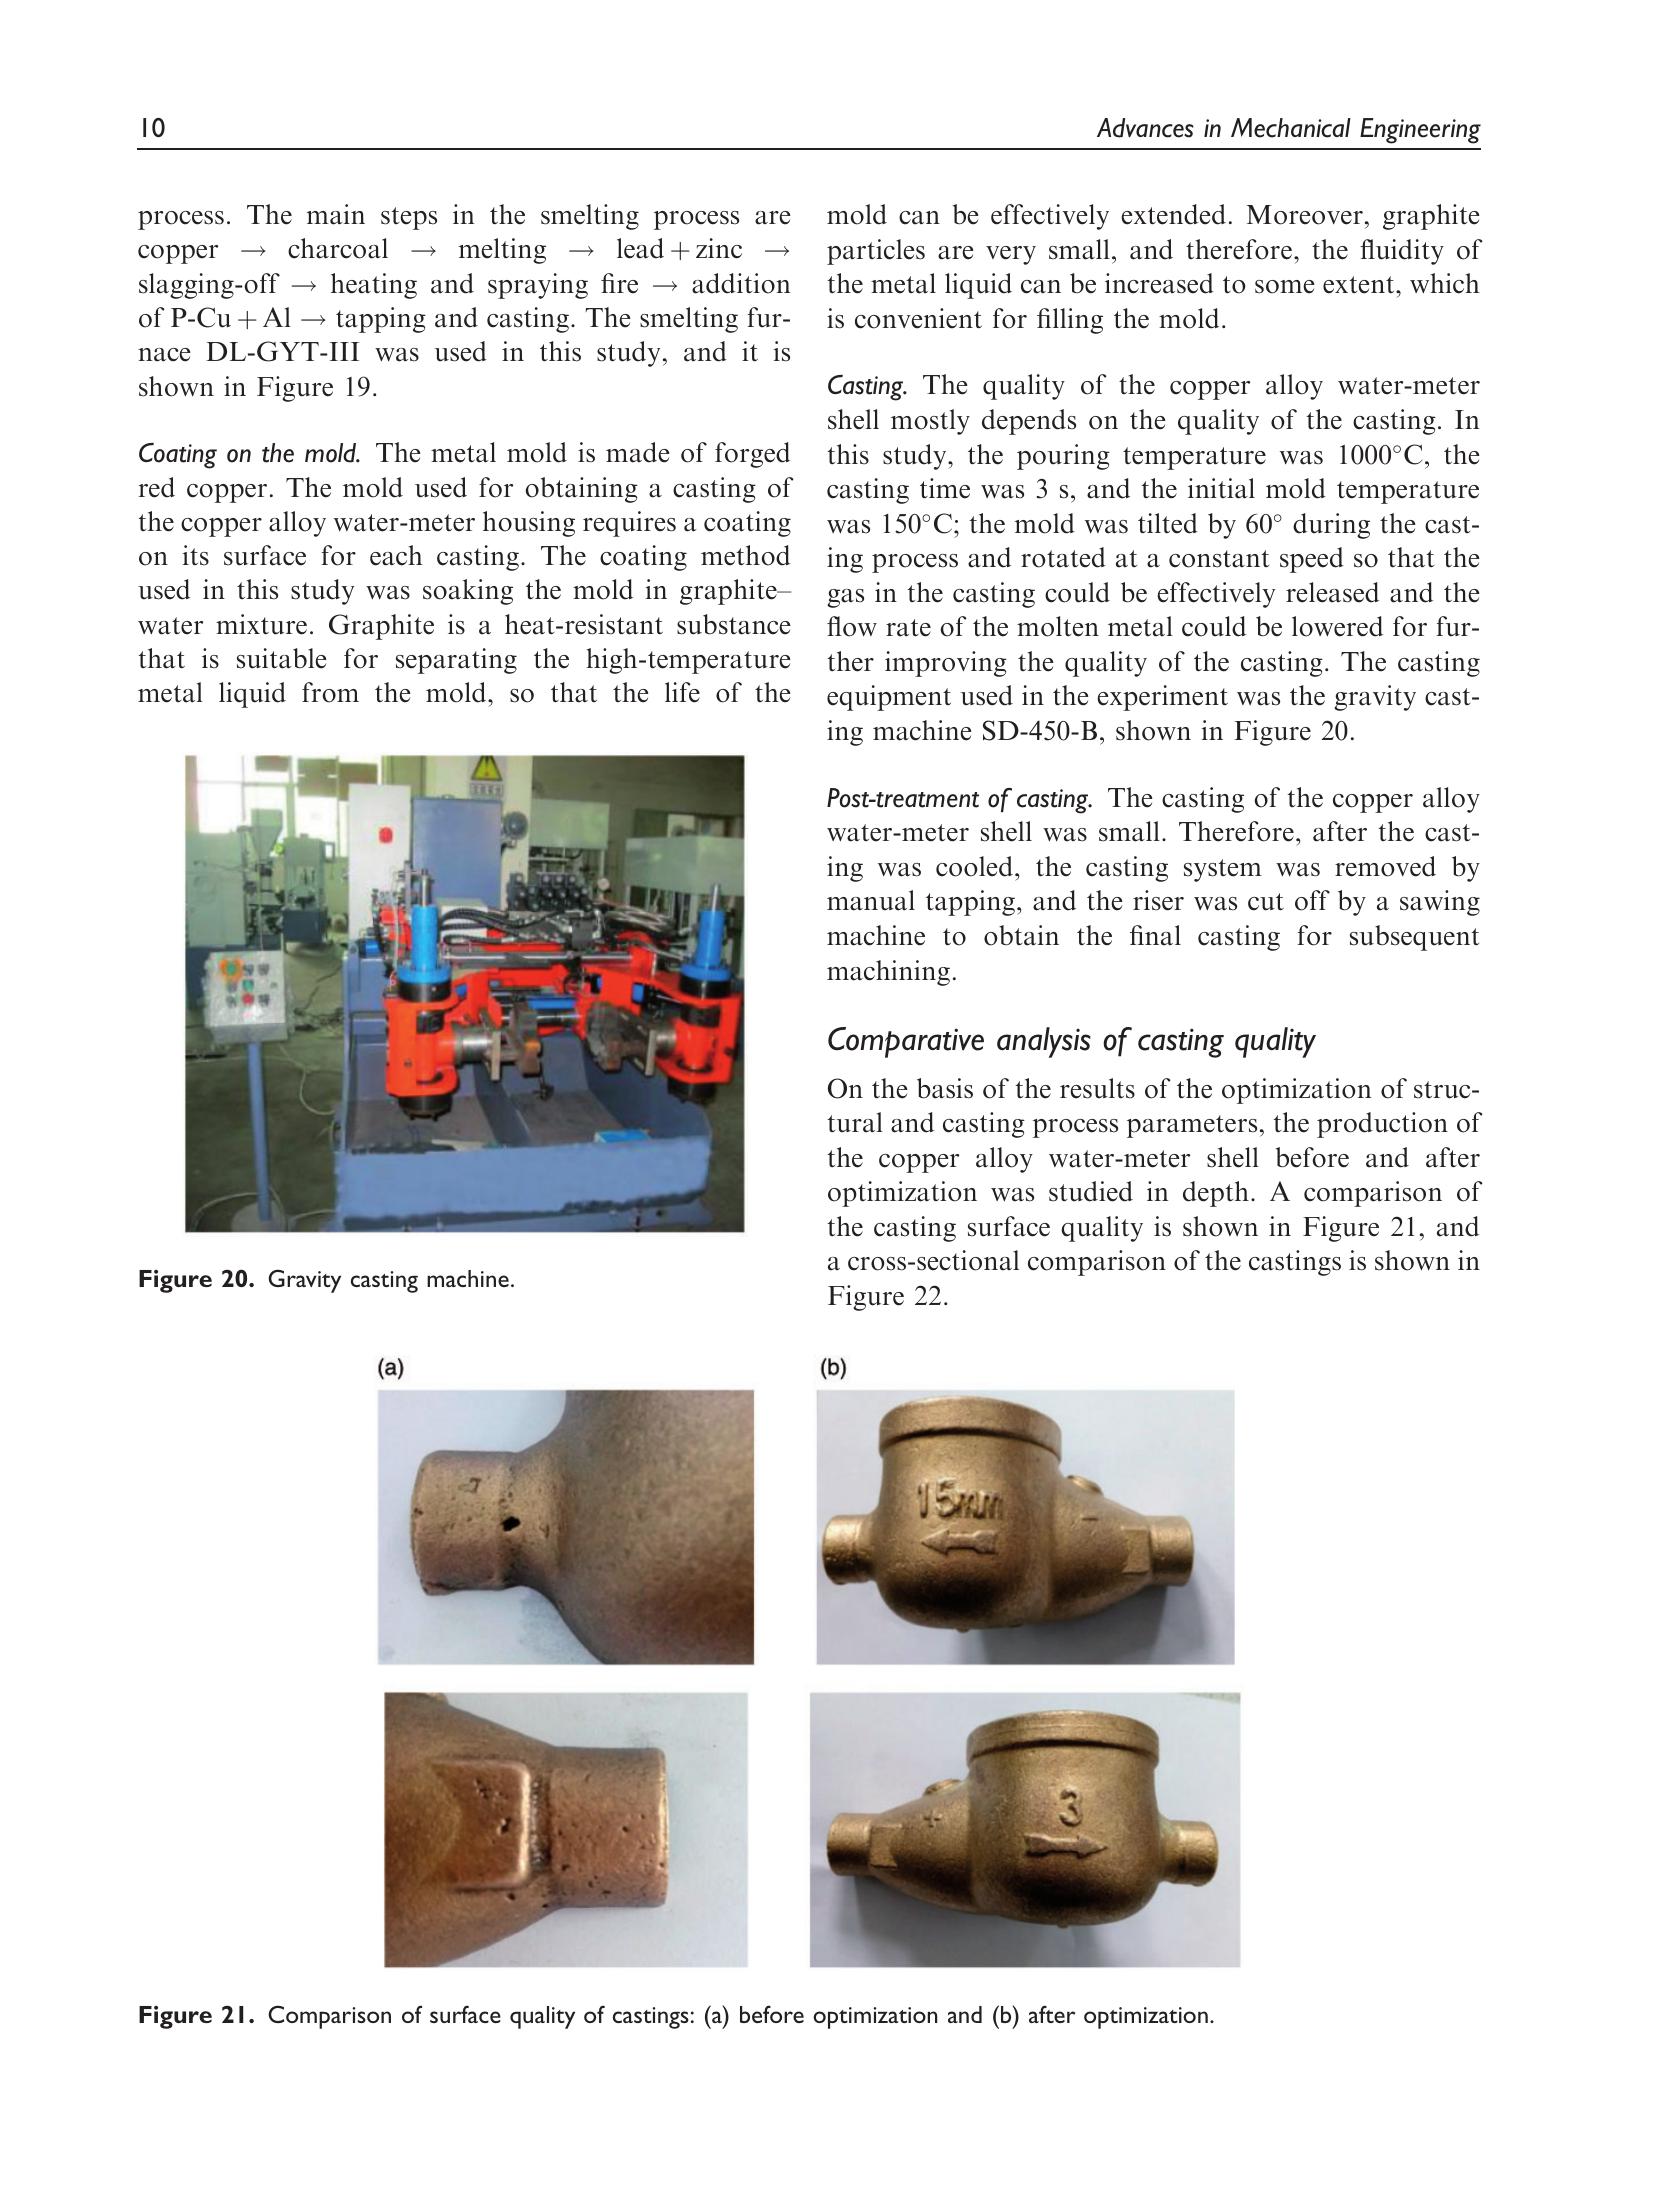 10
Advances in Mechanical Engineering
process. The main steps in the smelting process are
copper → charcoal → melting → lead + zinc →
slagging-off → heating and spraying fire → addition
of P-Cu + Al → tapping and casting. The smelting fur-
nace DL-GYT-III was used in this study, and it is
shown in Figure 19.
Coating on the mold. The metal mold is made of forged
red copper. The mold used for obtaining a casting of
the copper alloy water-meter housing requires a coating
on its surface for each casting. The coating method
used in this study was soaking the mold in graphite–
water mixture. Graphite is a heat-resistant substance
that is suitable for separating the high-temperature
metal liquid from the mold, so that the life of the
Figure 20. Gravity casting machine.
mold can be effectively extended. Moreover, graphite
particles are very small, and therefore, the fluidity of
the metal liquid can be increased to some extent, which
is convenient for filling the mold.
Casting. The quality of the copper alloy water-meter
shell mostly depends on the quality of the casting. In
this study, the pouring temperature was 1000°C, the
casting time was 3 s, and the initial mold temperature
was 150°C; the mold was tilted by 60° during the cast-
ing process and rotated at a constant speed so that the
gas in the casting could be effectively released and the
flow rate of the molten metal could be lowered for fur-
ther improving the quality of the casting. The casting
equipment used in the experiment was the gravity cast-
ing machine SD-450-B, shown in Figure 20.
Post-treatment of casting. The casting of the copper alloy
water-meter shell was small. Therefore, after the cast-
ing was cooled, the casting system was removed by
manual tapping, and the riser was cut off by a sawing
machine to obtain the final casting for subsequent
machining.
Comparative analysis of casting quality
On the basis of the results of the optimization of struc-
tural and casting process parameters, the production of
the copper alloy water-meter shell before and after
optimization was studied in depth. A comparison of
the casting surface quality is shown in Figure 21, and
a cross-sectional comparison of the castings is shown in
Figure 22.
(a)
(b)
15mm
3
Figure 21. Comparison of surface quality of castings: (a) before optimization and (b) after optimization.